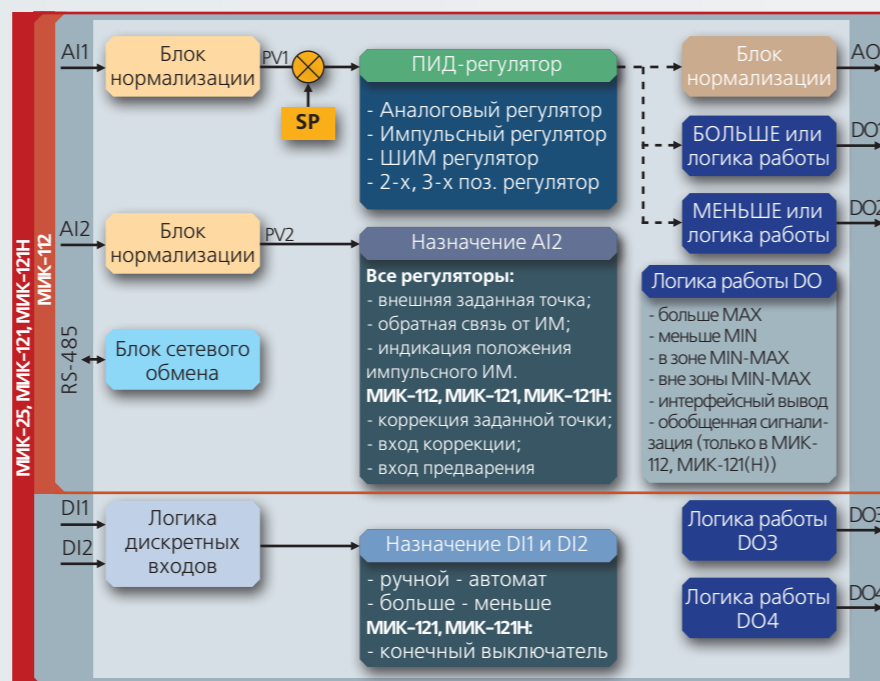 МИК-25, МИК-121, МИК-121Н
МИК-112
AI1
Блок
нормализации
PV1
SP
ПИД-регулятор
- Аналоговый регулятор
- Импульсный регулятор
- ШИМ регулятор
- 2-х, 3-х поз. регулятор
Блок
нормализации
AO
БОЛЬШЕ или
логика работы
DO1
МЕНЬШЕ или
логика работы
DO2
AI2
Блок
нормализации
PV2
Назначение AI2
Все регуляторы:
- внешняя заданная точка;
- обратная связь от ИМ;
- индикация положения
импульсного ИМ.
МИК-112, МИК-121, МИК-121Н:
- коррекция заданной точки;
- вход коррекции;
- вход предварения
Логика работы DO
- больше MAX
- меньше MIN
- в зоне MIN-MAX
- вне зоны MIN-MAX
- интерфейсный вывод
- обобщенная сигнали-
зация (только в МИК-
112, МИК-121(Н))
RS-485
Блок сетевого
обмена
DI1
DI2
Логика
дискретных
входов
Назначение DI1 и DI2
- ручной - автомат
- больше - меньше
МИК-121, МИК-121Н:
- конечный выключатель
Логика работы
DO3
DO3
Логика работы
DO4
DO4